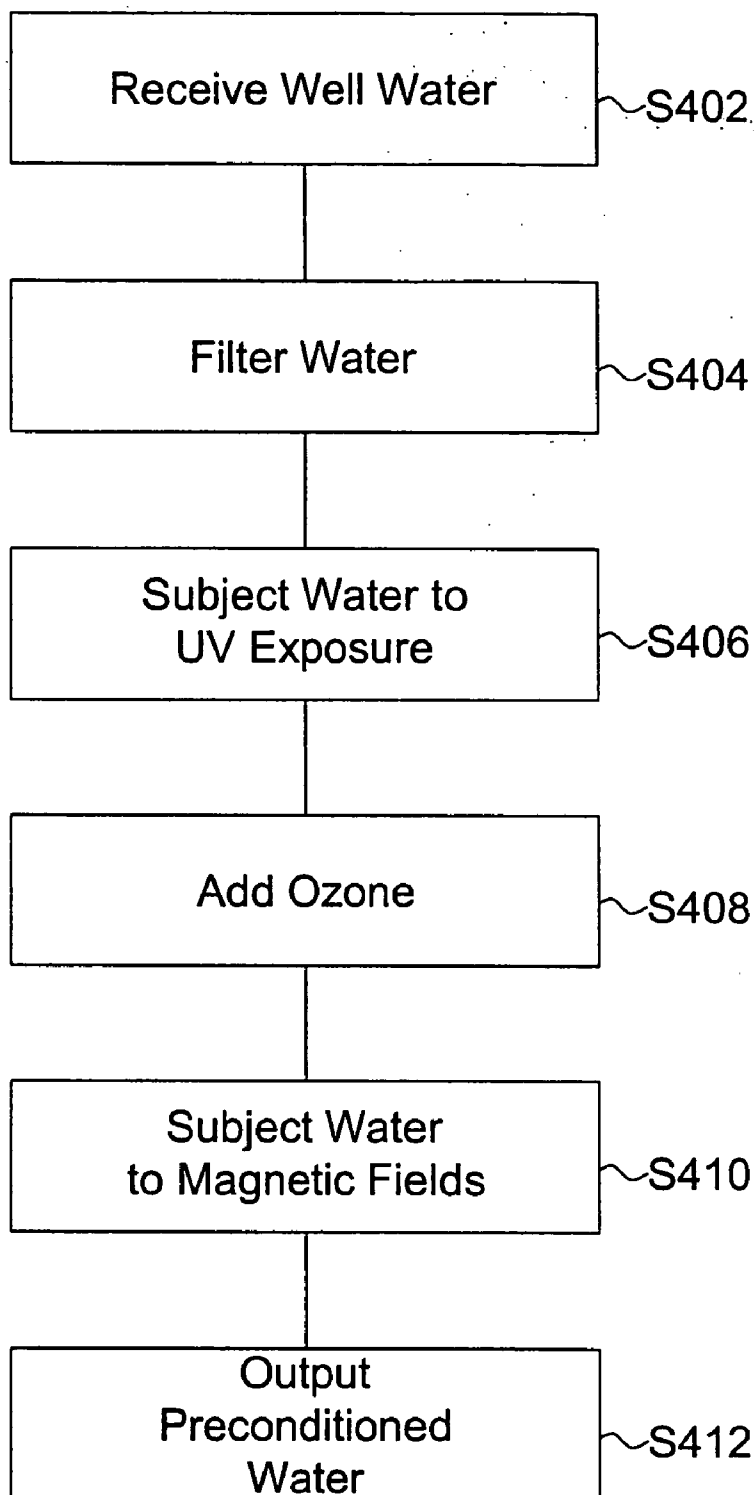 Receive Well Water
S402
Filter Water
S404
Subject Water to
UV Exposure
S406
Add Ozone
S408
Subject Water
to Magnetic Fields
S410
Output
Preconditioned
Water
S412